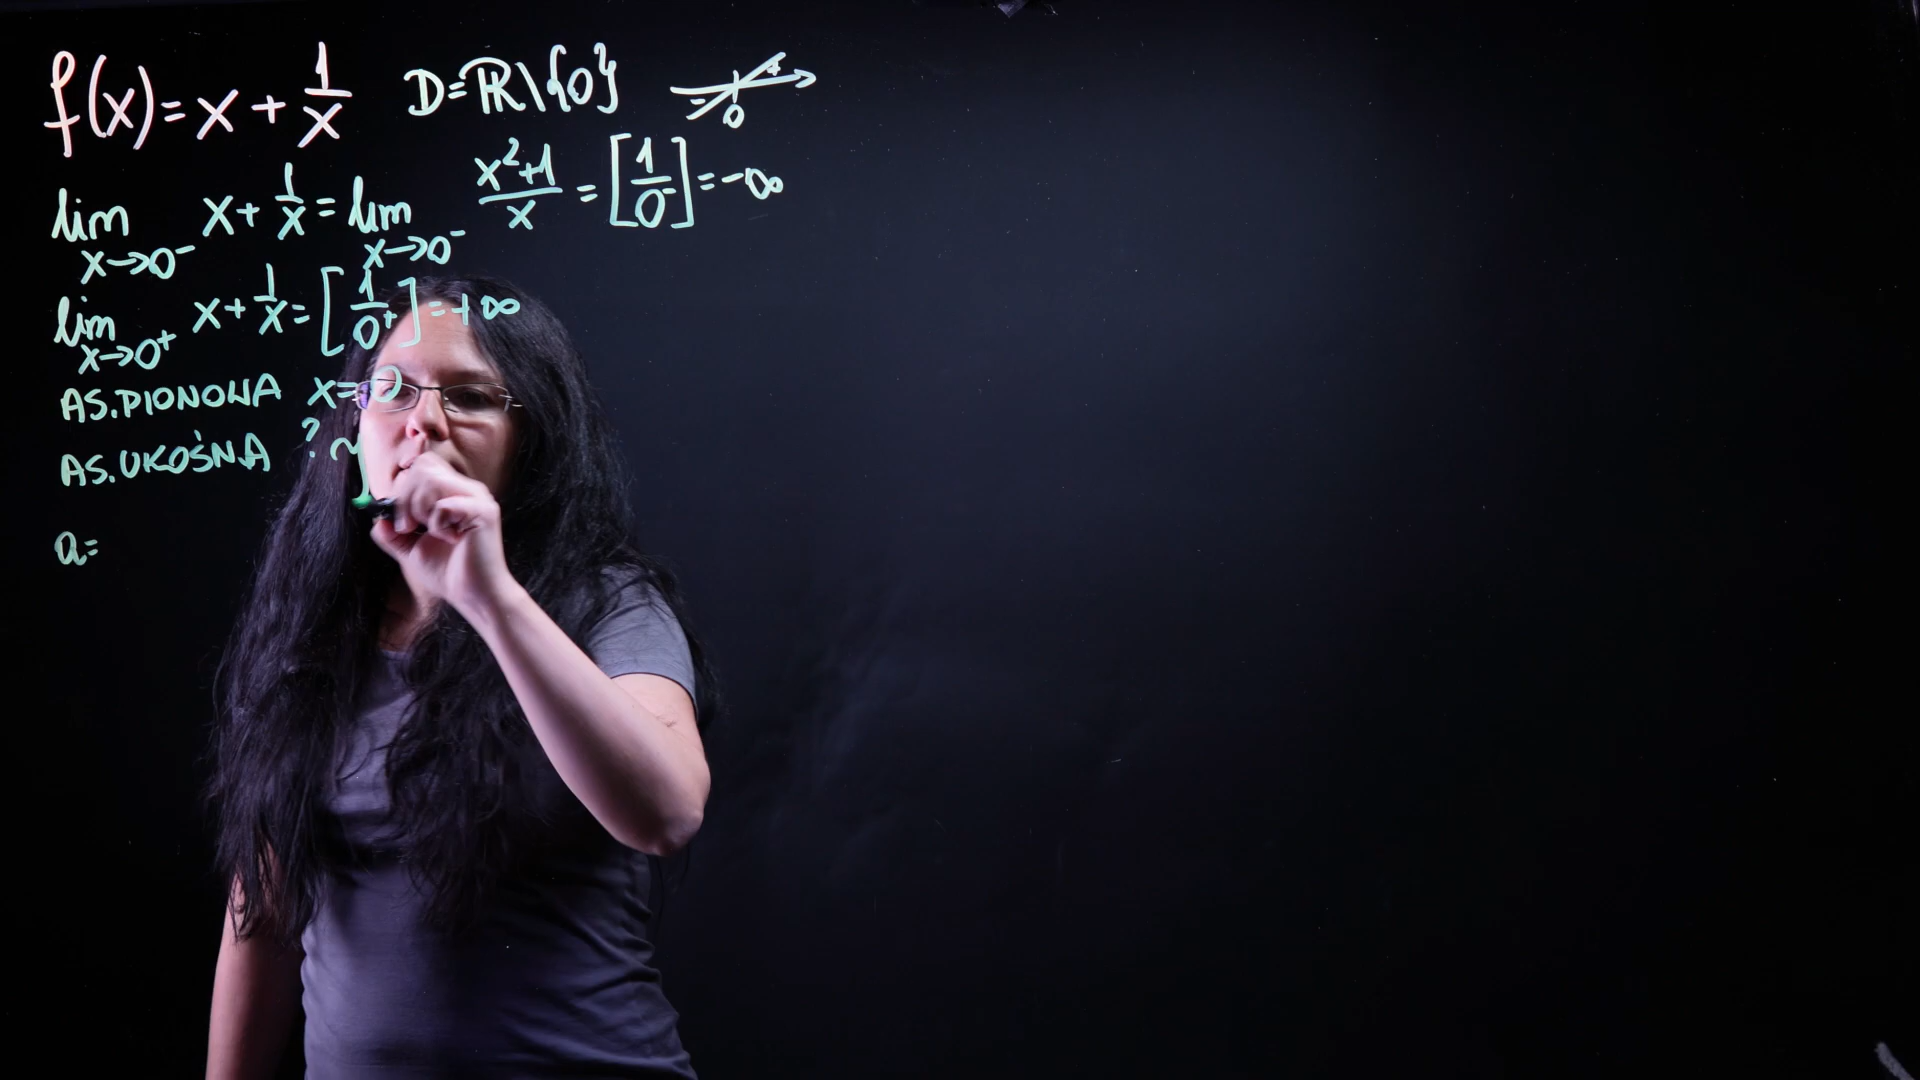 f(x)=x+1/x D=ℝ\{0} - + 0
lim x→0⁻ x+1/x = lim x→0⁻ (x²+1)/x = [1/0⁻] = -∞
lim x→0⁺ x+1/x = [1/0⁺] = +∞
AS.PIONOWA x=0
AS.UKOŚNA ?
a=